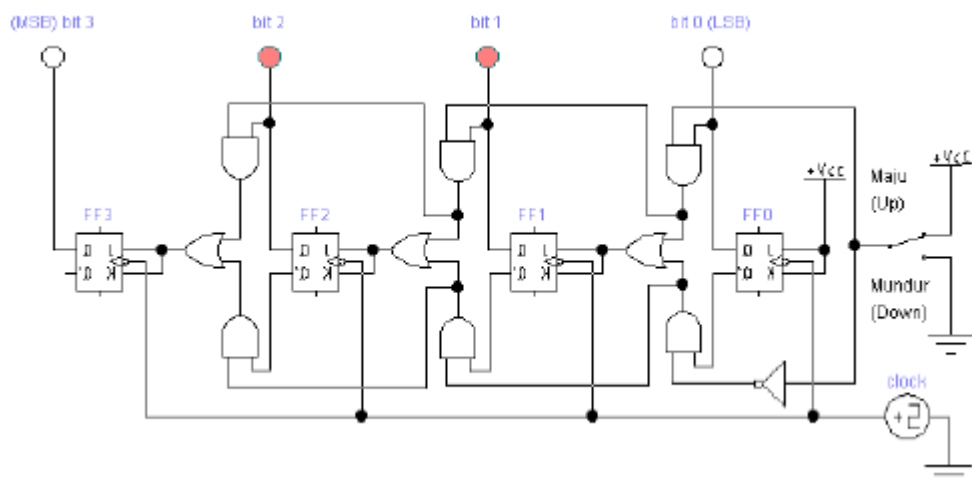 (MSB) bit 3
bit 2
bit 1
bit 0 (LSB)
+Vcc
+Vcc
Maju
(Up)
FF3
FF2
FF1
FF0
Q
J
Q
J
Q
J
Q
J
Q'
K
Q'
K
Q'
K
Q'
K
Mundur
(Down)
clock